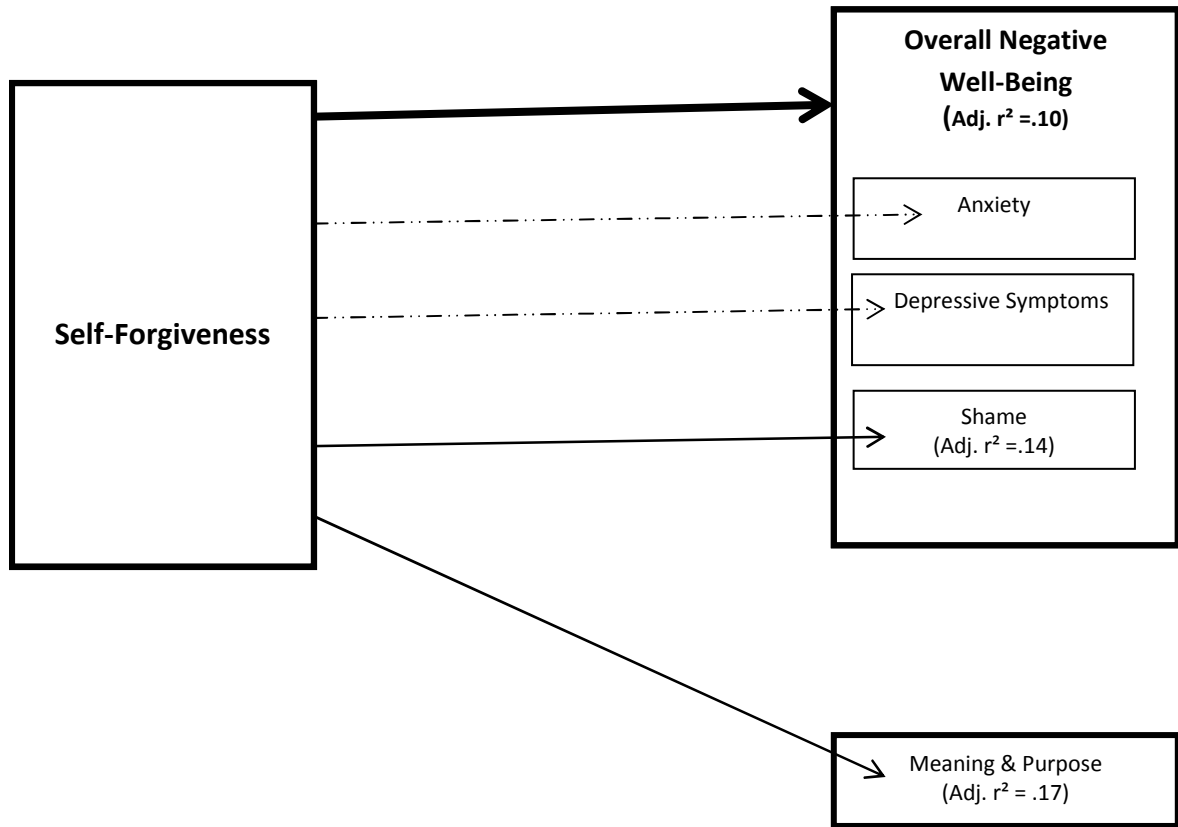 Overall Negative
Well-Being
(Adj. r² =.10)
Anxiety
Depressive Symptoms
Self-Forgiveness
Shame
(Adj. r² =.14)
Meaning & Purpose
(Adj. r² = .17)